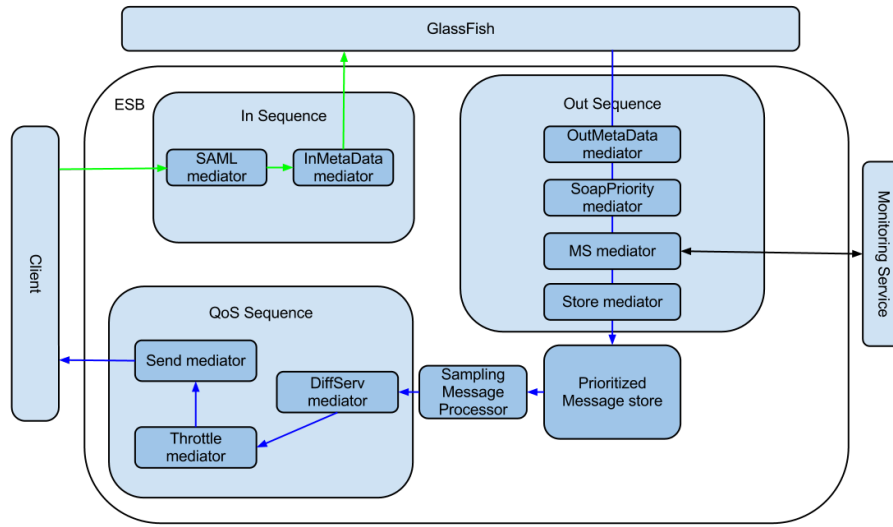 GlassFish
ESB
In Sequence
SAML
mediator
InMetaData
mediator
Out Sequence
OutMetaData
mediator
SoapPriority
mediator
MS mediator
Store mediator
Client
Monitoring Service
QoS Sequence
Send mediator
DiffServ
mediator
Throttle
mediator
Sampling
Message
Processor
Prioritized
Message store